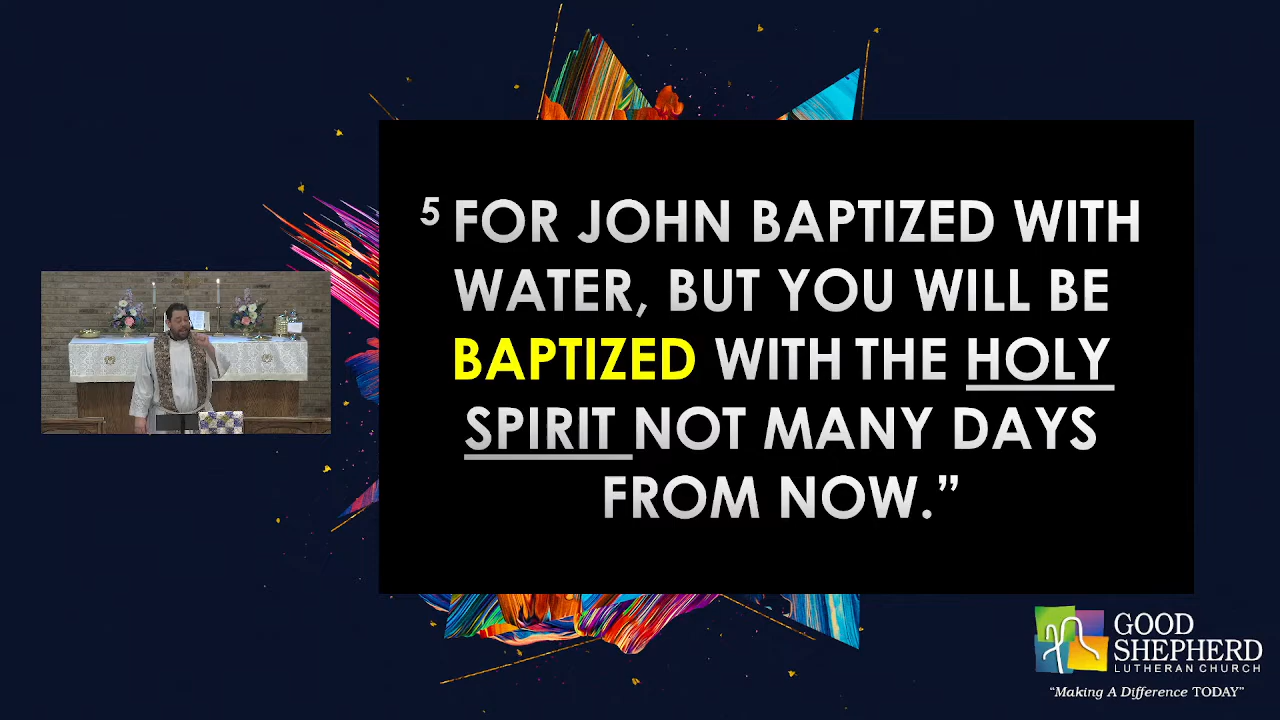 5 FOR JOHN BAPTIZED WITH
WATER, BUT YOU WILL BE
BAPTIZED WITH THE HOLY
SPIRIT NOT MANY DAYS
FROM NOW.”
GOOD
SHEPHERD
LUTHERAN CHURCH
“Making A Difference TODAY”